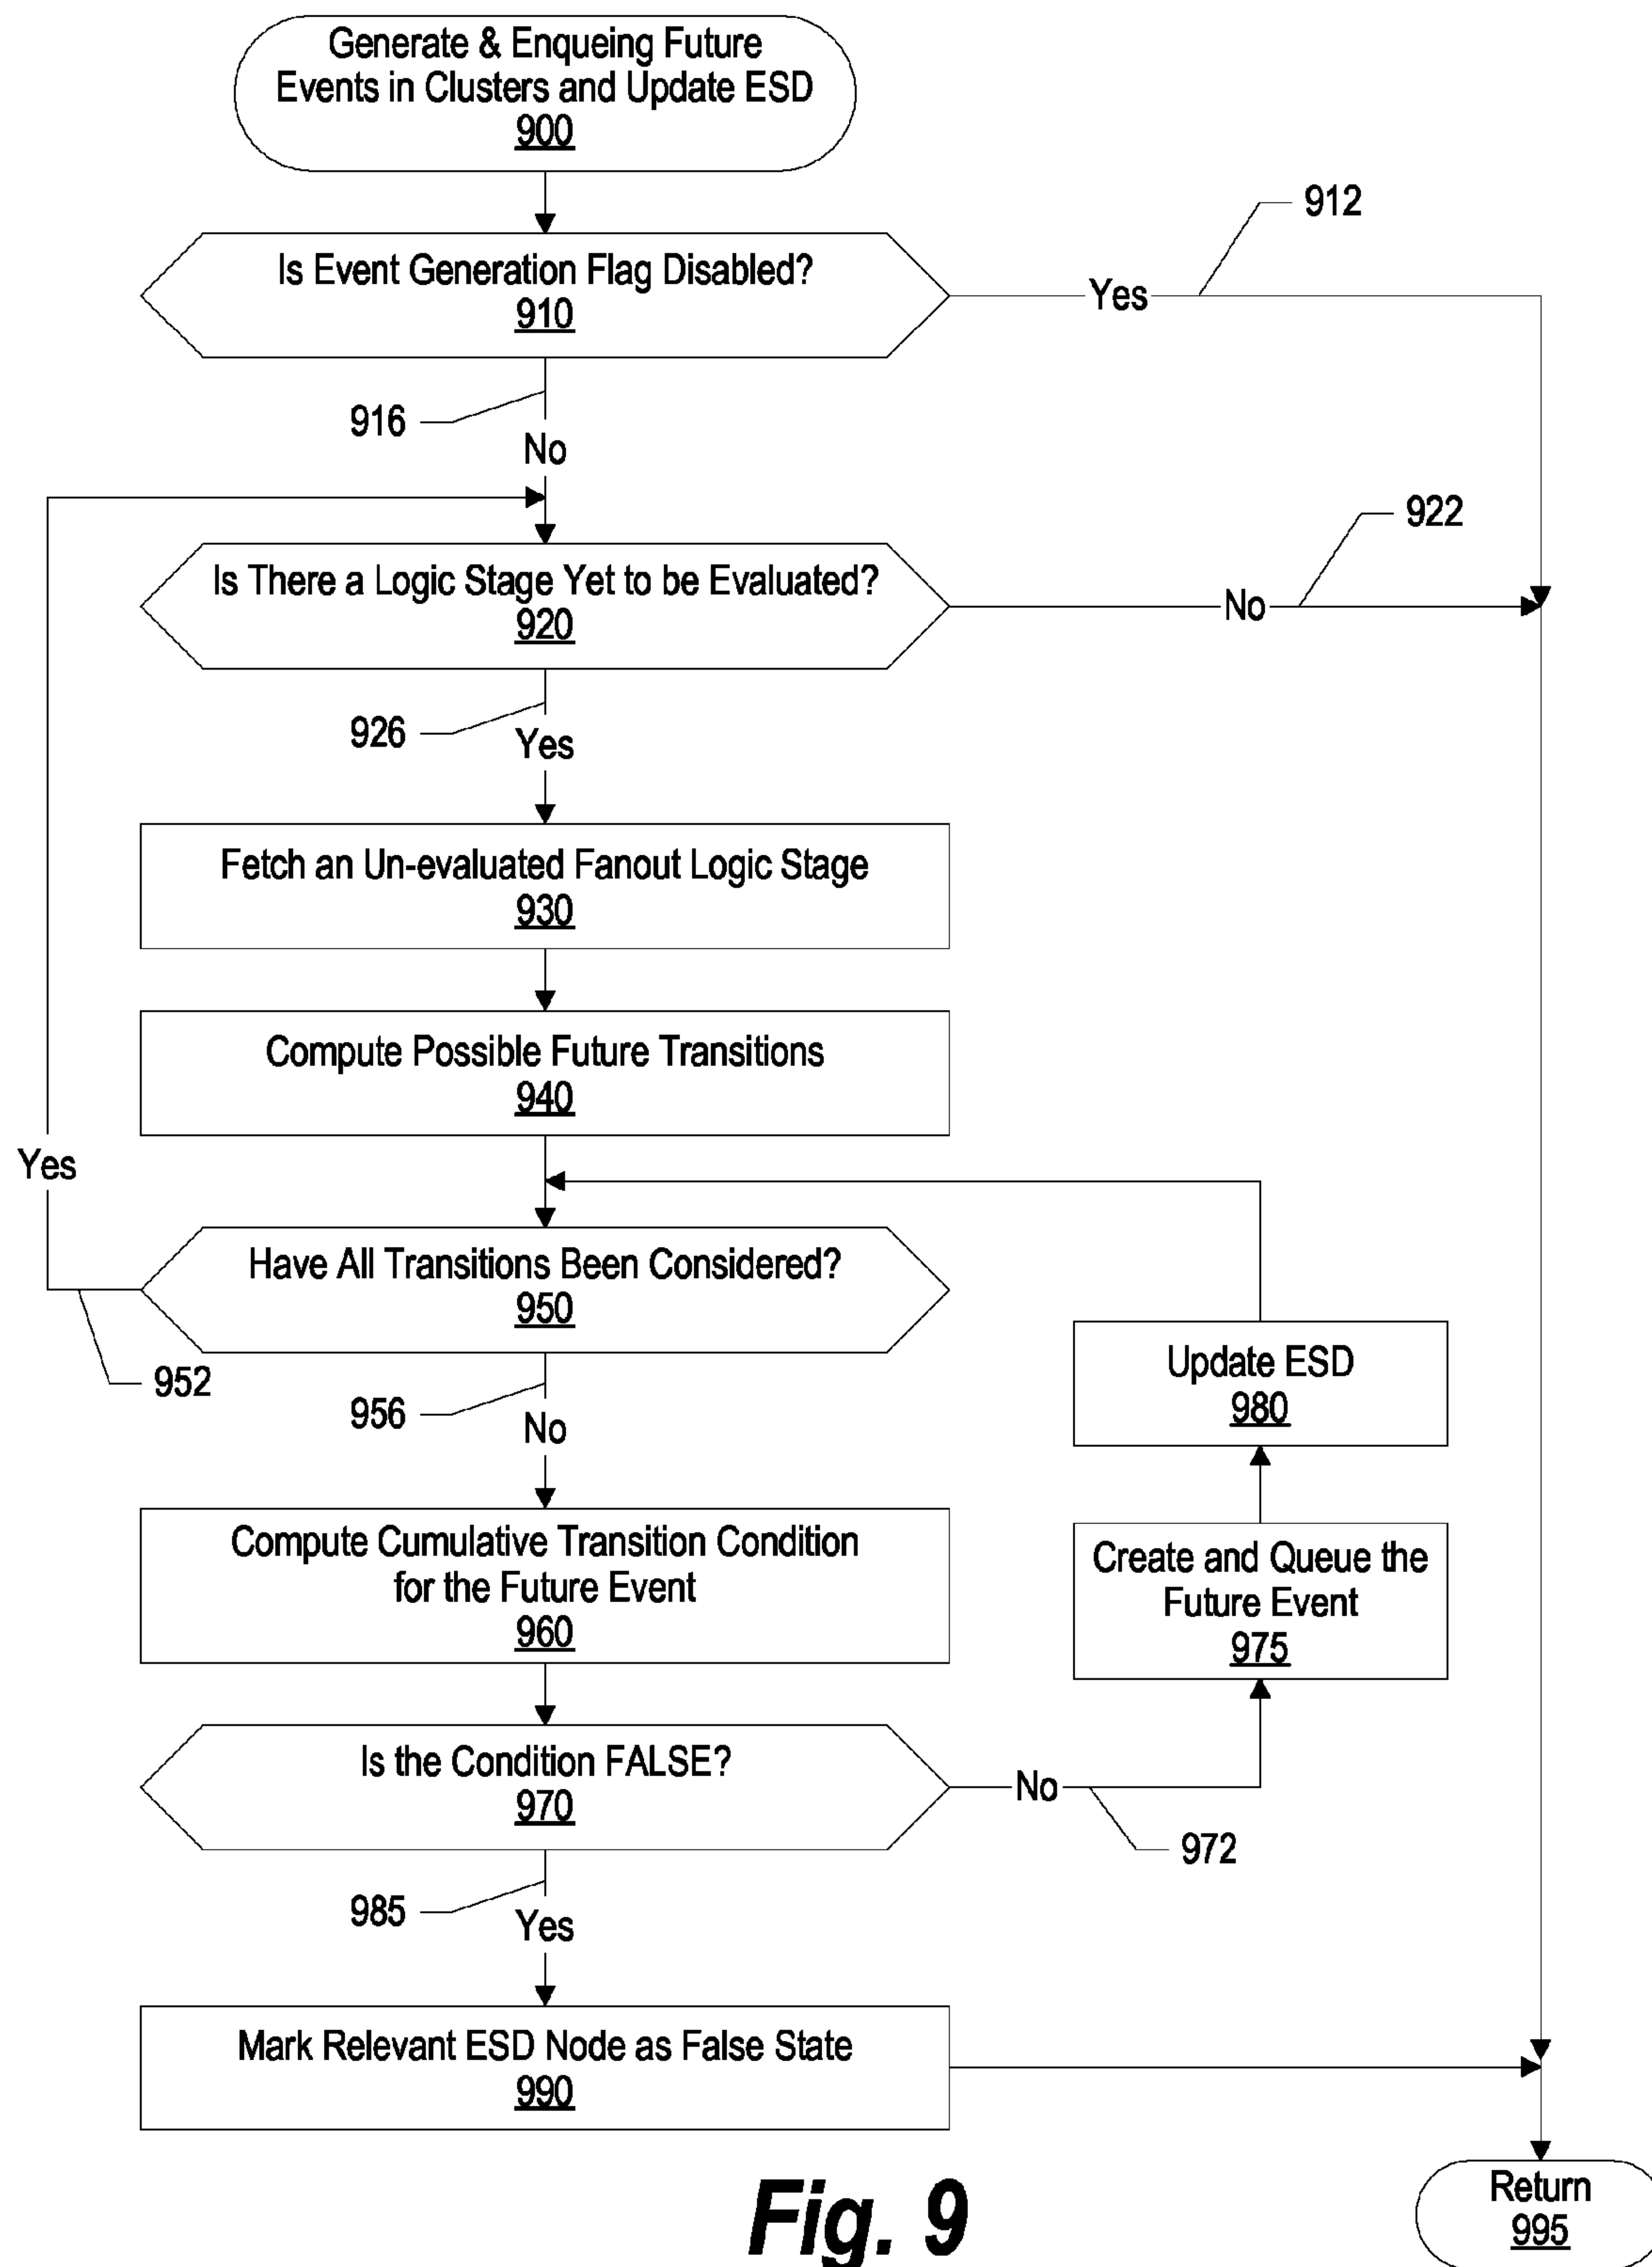 Generate & Enqueing Future
Events in Clusters and Update ESD
900
912
Is Event Generation Flag Disabled?
910
Yes
916
No
922
Is There a Logic Stage Yet to be Evaluated?
920
No
926
Yes
Fetch an Un-evaluated Fanout Logic Stage
930
Compute Possible Future Transitions
940
Yes
Have All Transitions Been Considered?
950
952
956
No
Update ESD
980
Compute Cumulative Transition Condition
for the Future Event
960
Create and Queue the
Future Event
975
Is the Condition FALSE?
970
No
972
985
Yes
Mark Relevant ESD Node as False State
990
Return
995
Fig. 9